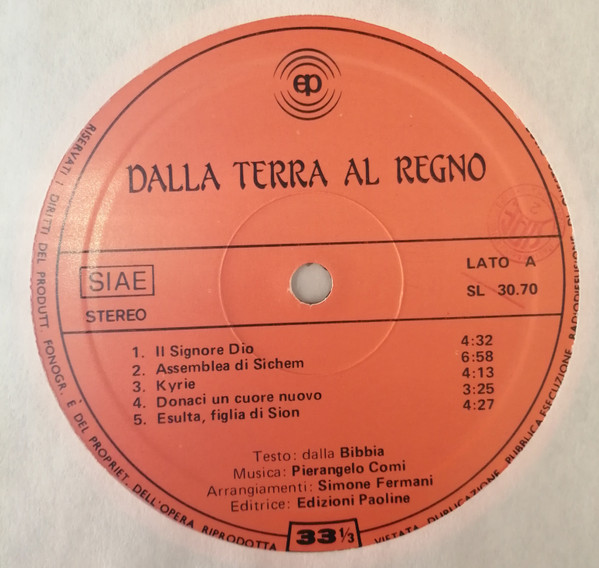 ep
DALLA TERRA AL REGNO
SIAE
STEREO
LATO A
SL 30.70
1. Il Signore Dio 4:32
2. Assemblea di Sichem 6:58
3. Kyrie 4:13
4. Donaci un cuore nuovo 3:25
5. Esulta, figlia di Sion 4:27
Testo: dalla Bibbia
Musica: Pierangelo Comi
Arrangiamenti: Simone Fermani
Editrice: Edizioni Paoline
33 1/3
RISERVATI I DIRITTI DEL PRODUTT. FONOGR. E DEL PROPRIET. DELL'OPERA RIPRODOTTA
VIETATA DUPLICAZIONE, PUBBLICA ESECUZIONE, RADIODIFFUSIONE